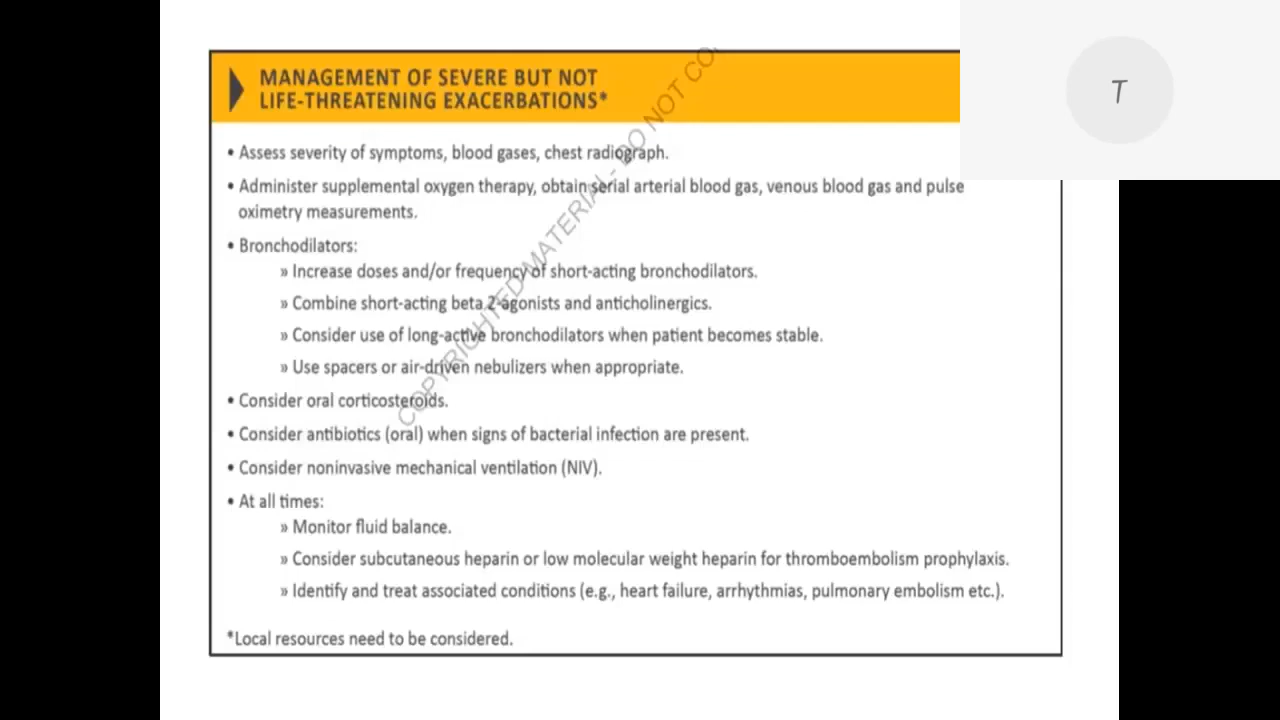 MANAGEMENT OF SEVERE BUT NOT
LIFE-THREATENING EXACERBATIONS*
T
• Assess severity of symptoms, blood gases, chest radiograph.
• Administer supplemental oxygen therapy, obtain serial arterial blood gas, venous blood gas and pulse
oximetry measurements.
• Bronchodilators:
» Increase doses and/or frequency of short-acting bronchodilators.
» Combine short-acting beta 2-agonists and anticholinergics.
» Consider use of long-active bronchodilators when patient becomes stable.
» Use spacers or air-driven nebulizers when appropriate.
• Consider oral corticosteroids.
• Consider antibiotics (oral) when signs of bacterial infection are present.
• Consider noninvasive mechanical ventilation (NIV).
• At all times:
» Monitor fluid balance.
» Consider subcutaneous heparin or low molecular weight heparin for thromboembolism prophylaxis.
» Identify and treat associated conditions (e.g., heart failure, arrhythmias, pulmonary embolism etc.).
*Local resources need to be considered.
COPYRIGHTED MATERIAL- DO NOT CO